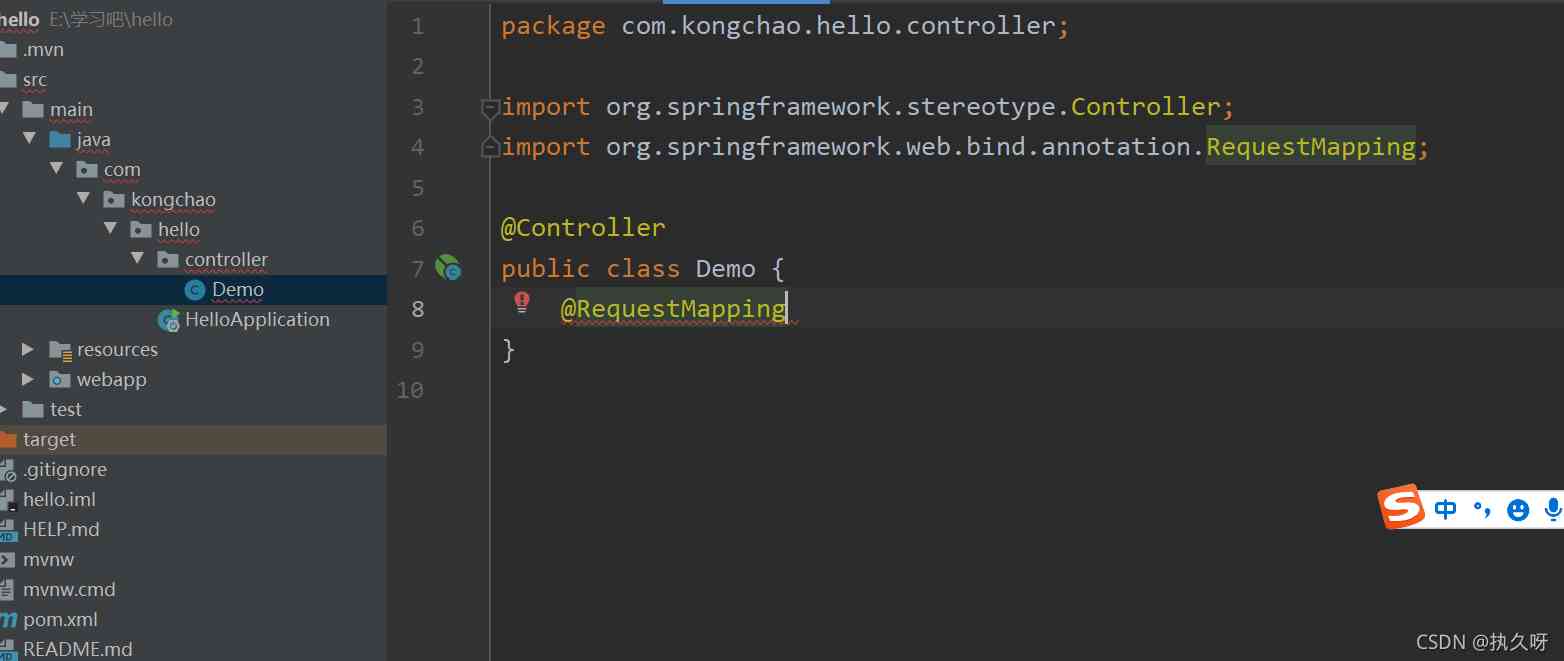 hello E:\学习吧\hello
.mvn
src
main
java
com
kongchao
hello
controller
Demo
HelloApplication
resources
webapp
test
target
.gitignore
hello.iml
HELP.md
mvnw
mvnw.cmd
pom.xml
README.md
1 package com.kongchao.hello.controller;
2
3 import org.springframework.stereotype.Controller;
4 import org.springframework.web.bind.annotation.RequestMapping;
5
6 @Controller
7 public class Demo {
8 @RequestMapping
9 }
10
中 °,
CSDN @执久呀